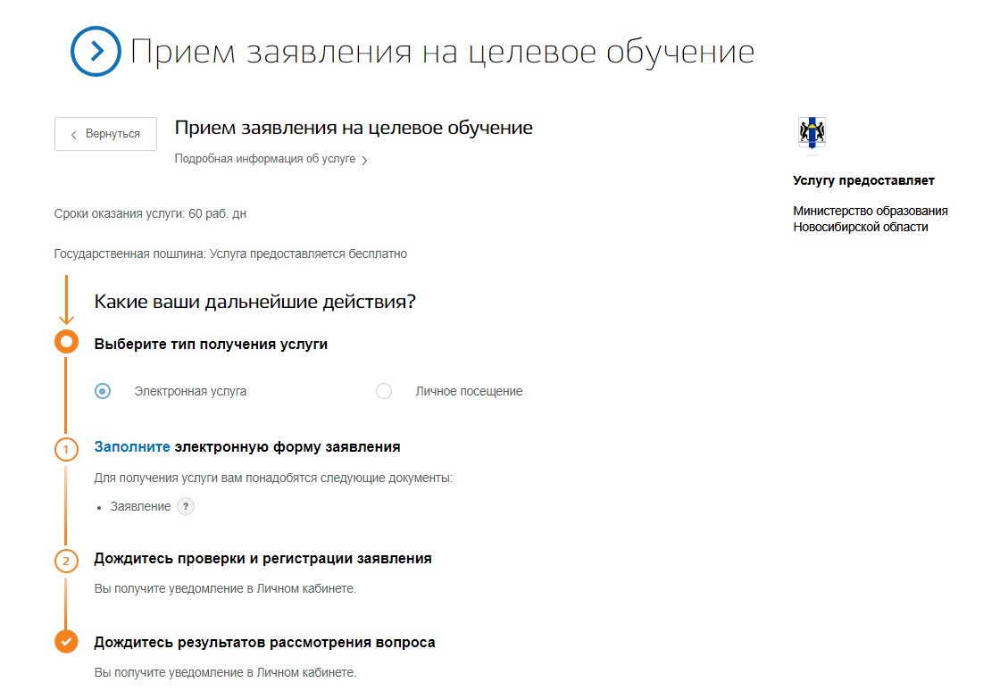 Прием заявления на целевое обучение
Вернуться
Прием заявления на целевое обучение
Подробная информация об услуге
Услугу предоставляет
Министерство образования
Новосибирской области
Сроки оказания услуги: 60 раб. дн
Государственная пошлина: Услуга предоставляется бесплатно
Какие ваши дальнейшие действия?
Выберите тип получения услуги
Электронная услуга
Личное посещение
1 Заполните электронную форму заявления
Для получения услуги вам понадобятся следующие документы:
• Заявление ?
2 Дождитесь проверки и регистрации заявления
Вы получите уведомление в Личном кабинете.
Дождитесь результатов рассмотрения вопроса
Вы получите уведомление в Личном кабинете.